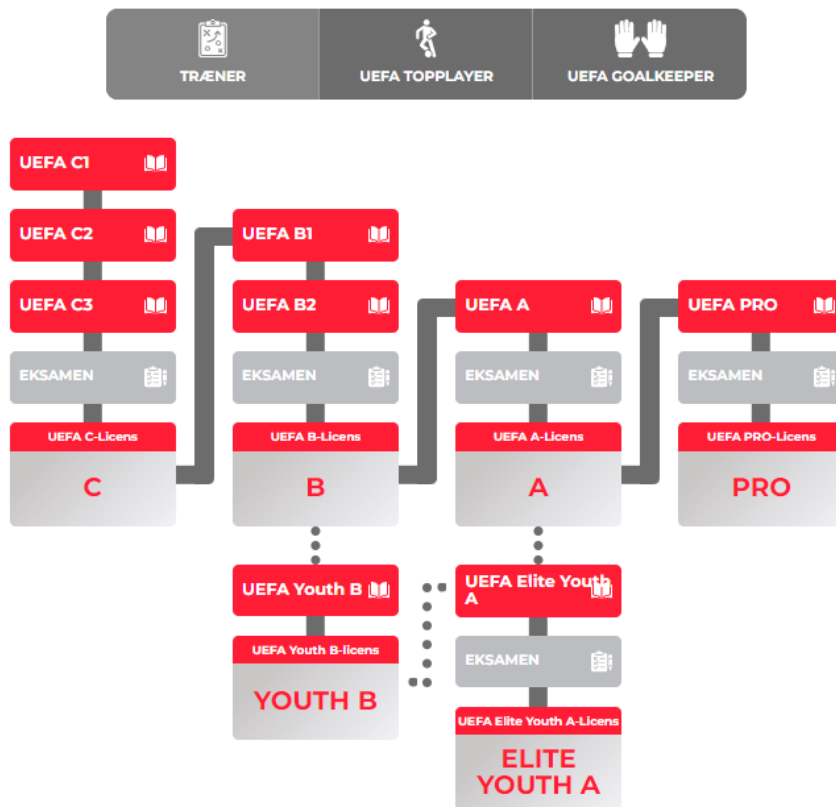 TRÆNER
UEFA TOPPLAYER
UEFA GOALKEEPER
UEFA C1
UEFA C2
UEFA C3
EKSAMEN
UEFA C-Licens
C
UEFA B1
UEFA B2
EKSAMEN
UEFA B-Licens
B
UEFA Youth B
UEFA Youth B-licens
YOUTH B
UEFA A
EKSAMEN
UEFA A-Licens
A
UEFA Elite Youth
A
EKSAMEN
UEFA Elite Youth A-Licens
ELITE
YOUTH A
UEFA PRO
EKSAMEN
UEFA PRO-Licens
PRO